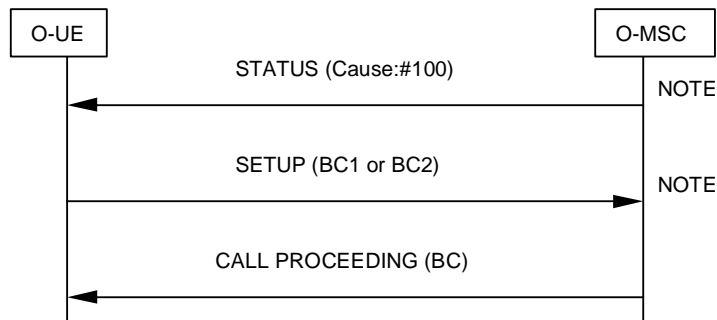 O-UE
O-MSC
STATUS (Cause:#100)
NOTE
SETUP (BC1 or BC2)
NOTE
CALL PROCEEDING (BC)